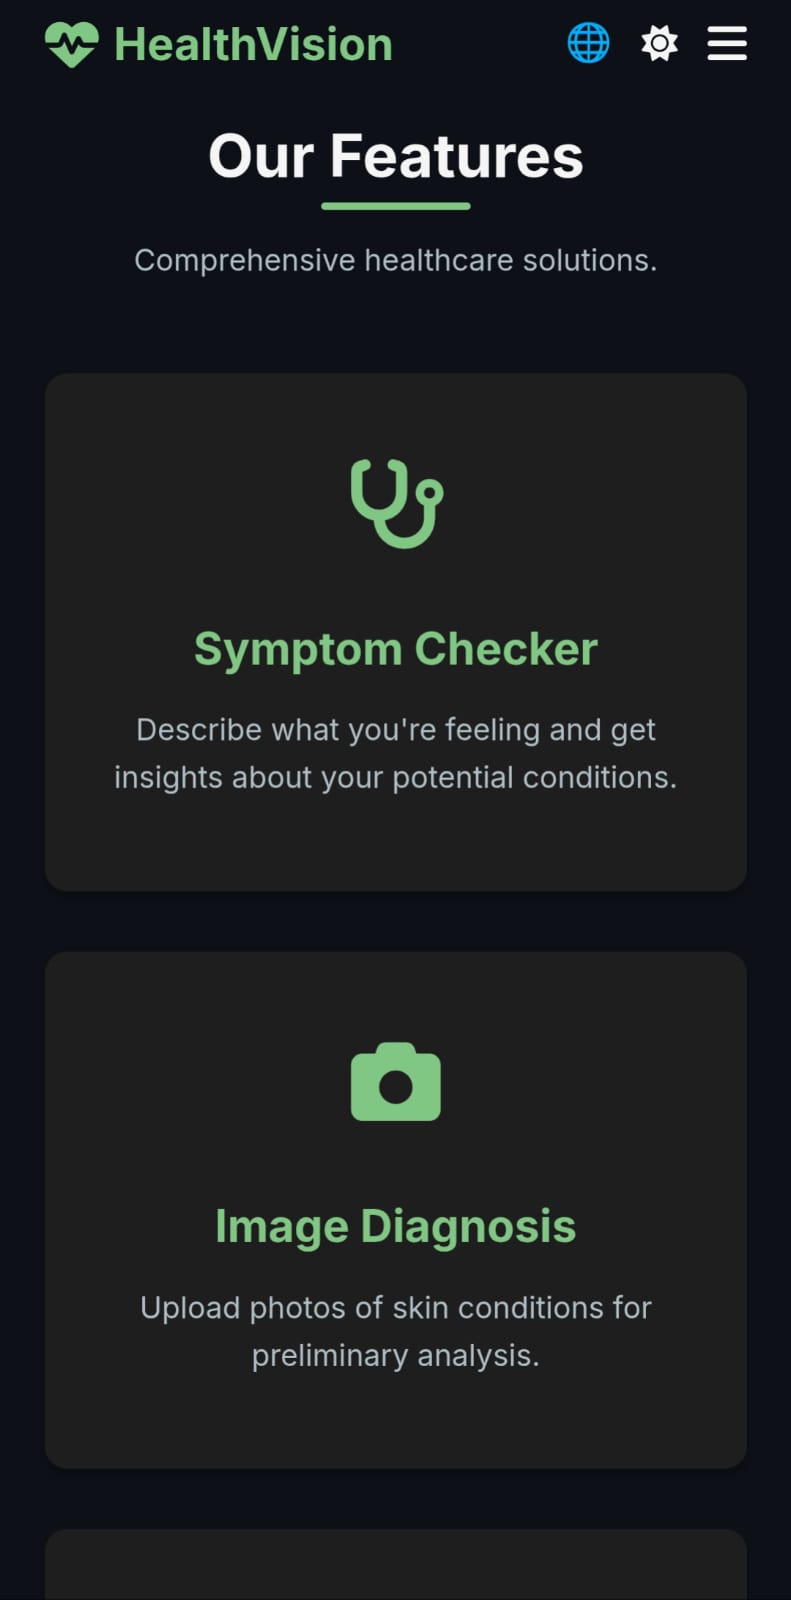 HealthVision
Our Features
Comprehensive healthcare solutions.
Symptom Checker
Describe what you're feeling and get
insights about your potential conditions.
Image Diagnosis
Upload photos of skin conditions for
preliminary analysis.